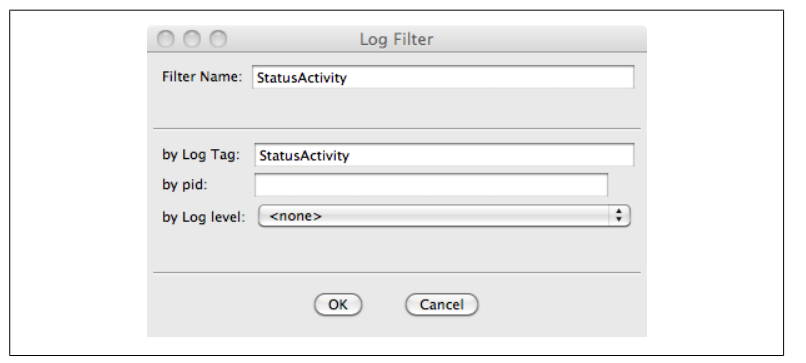 Log Filter
Filter Name: StatusActivity
by Log Tag: StatusActivity
by pid:
by Log level: <none>
OK Cancel